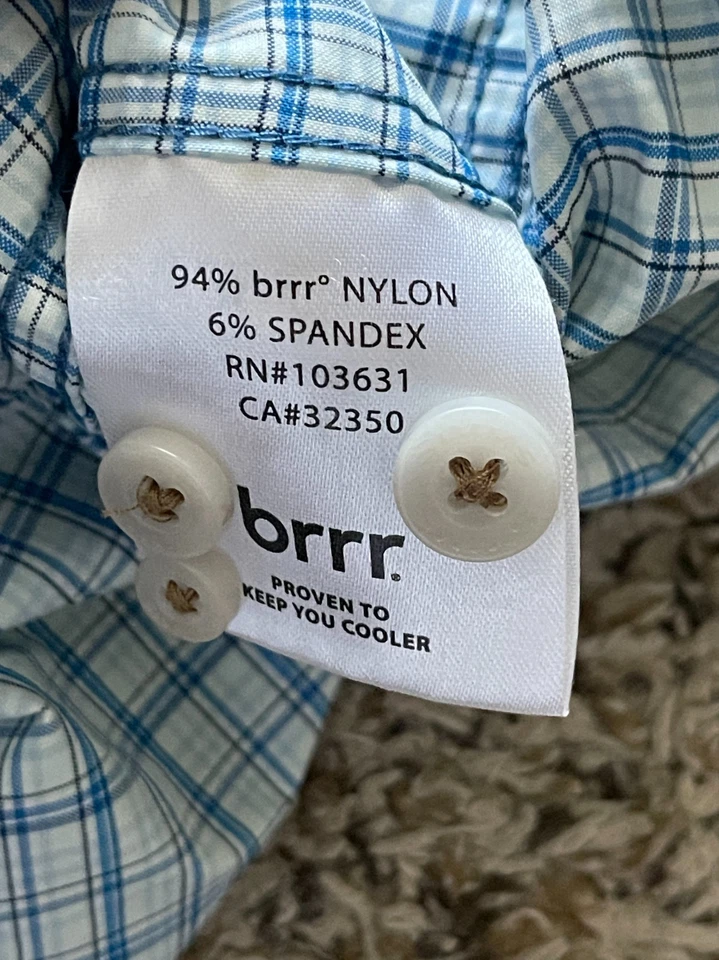 94% brrr° NYLON
6% SPANDEX
RN#103631
CA#32350
brrr®
PROVEN TO
KEEP YOU COOLER